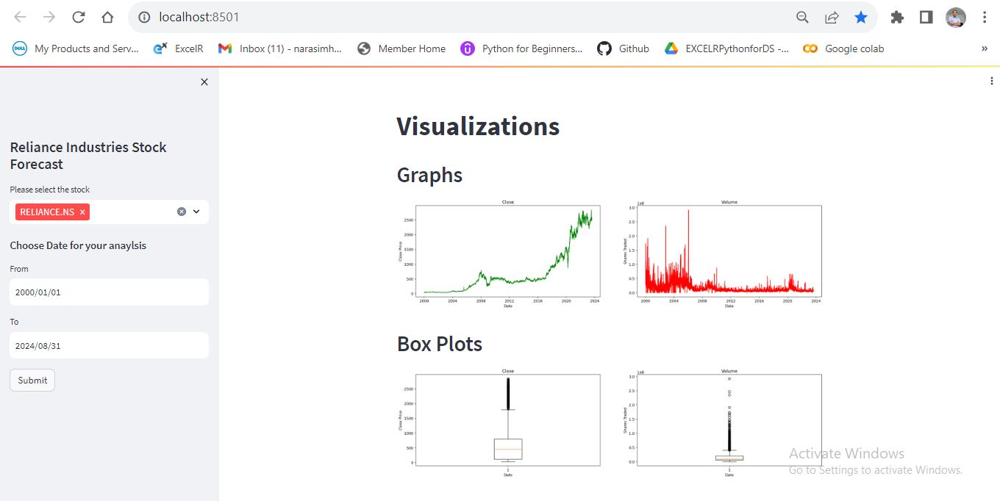 localhost:8501
My Products and Serv... ExcelR Inbox (11) - narasimh... Member Home Python for Beginners... Github EXCELRPythonforDS -... Google colab »
Reliance Industries Stock
Forecast
Please select the stock
RELIANCE.NS ×
Choose Date for your anaylsis
From
2000/01/01
To
2024/08/31
Submit
Visualizations
Graphs
Close
Close Price
2500
2000
1500
1000
500
0
2000 2004 2008 2012 2016 2020 2024
Date
Volume
1e8
Shares Traded
3.0
2.5
2.0
1.5
1.0
0.5
0.0
2000 2004 2008 2012 2016 2020 2024
Date
Box Plots
Close
Close Price
2500
2000
1500
1000
500
0
1
Date
Volume
1e8
Shares Traded
3.0
2.5
2.0
1.5
1.0
0.5
0.0
1
Date
Activate Windows
Go to Settings to activate Windows.